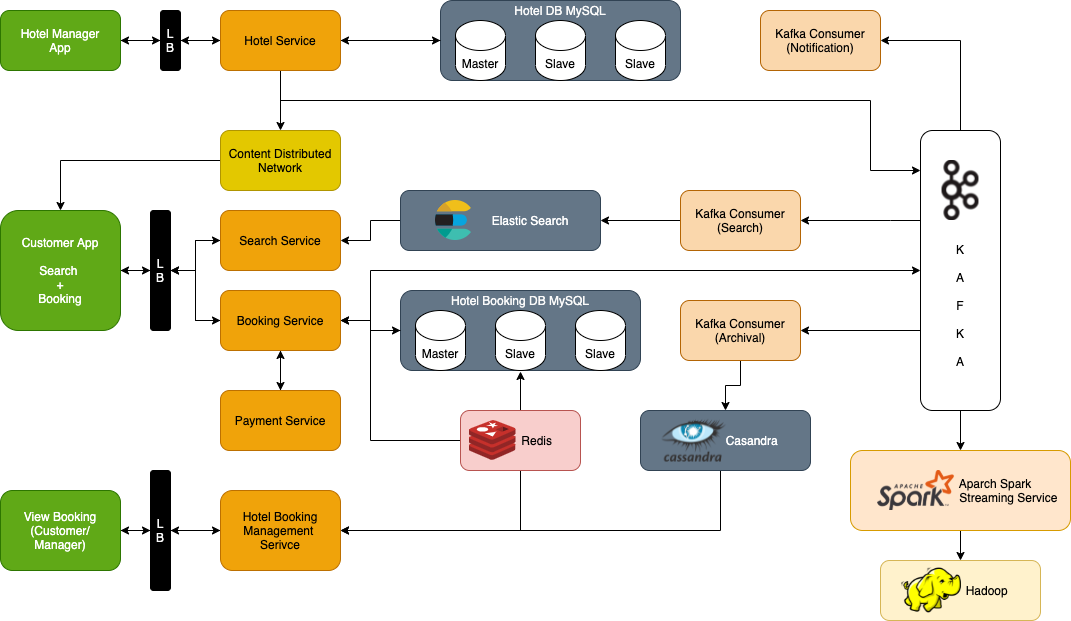 Hotel Manager
App
L
B
Hotel Service
Hotel DB MySQL
Master
Slave
Slave
Kafka Consumer
(Notification)
Content Distributed
Network
Customer App
Search
+
Booking
L
B
Search Service
Elastic Search
Kafka Consumer
(Search)
K
A
F
K
A
Booking Service
Hotel Booking DB MySQL
Master
Slave
Slave
Kafka Consumer
(Archival)
Payment Service
Redis
cassandra
Casandra
APACHE
Spark
Aparch Spark
Streaming Service
View Booking
(Customer/
Manager)
L
B
Hotel Booking
Management
Serivce
Hadoop